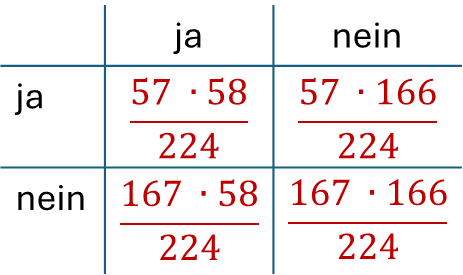 ja nein
ja 57 · 58 / 224 57 · 166 / 224
nein 167 · 58 / 224 167 · 166 / 224